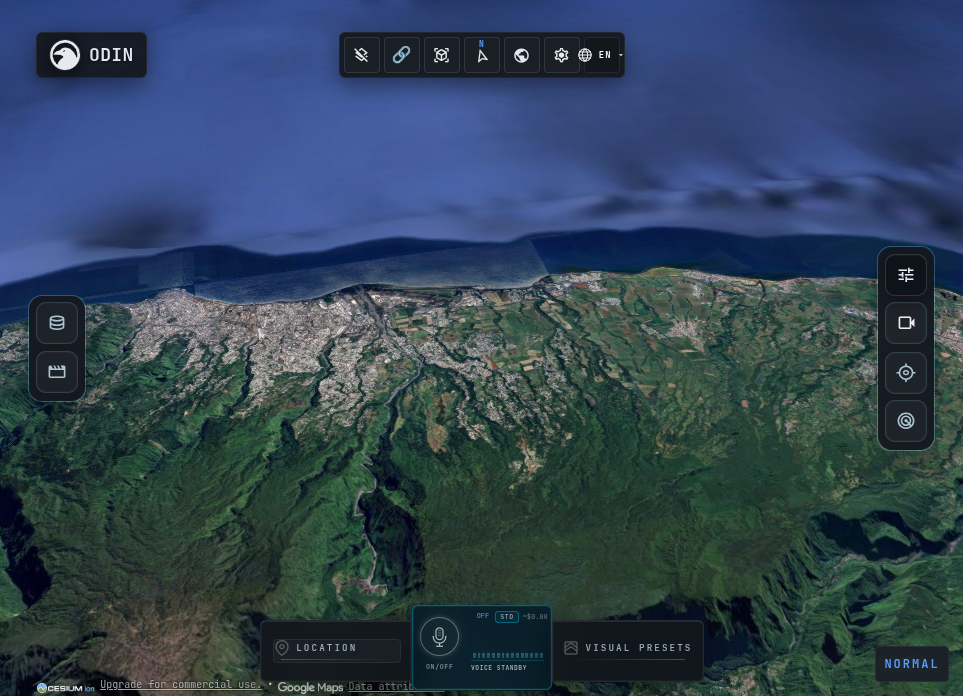 ODIN
N
EN
OFF STD ~$0.00
LOCATION
VISUAL PRESETS
ON/OFF
VOICE STANDBY
NORMAL
CESIUM ion Upgrade for commercial use. • Google Maps Data attrib